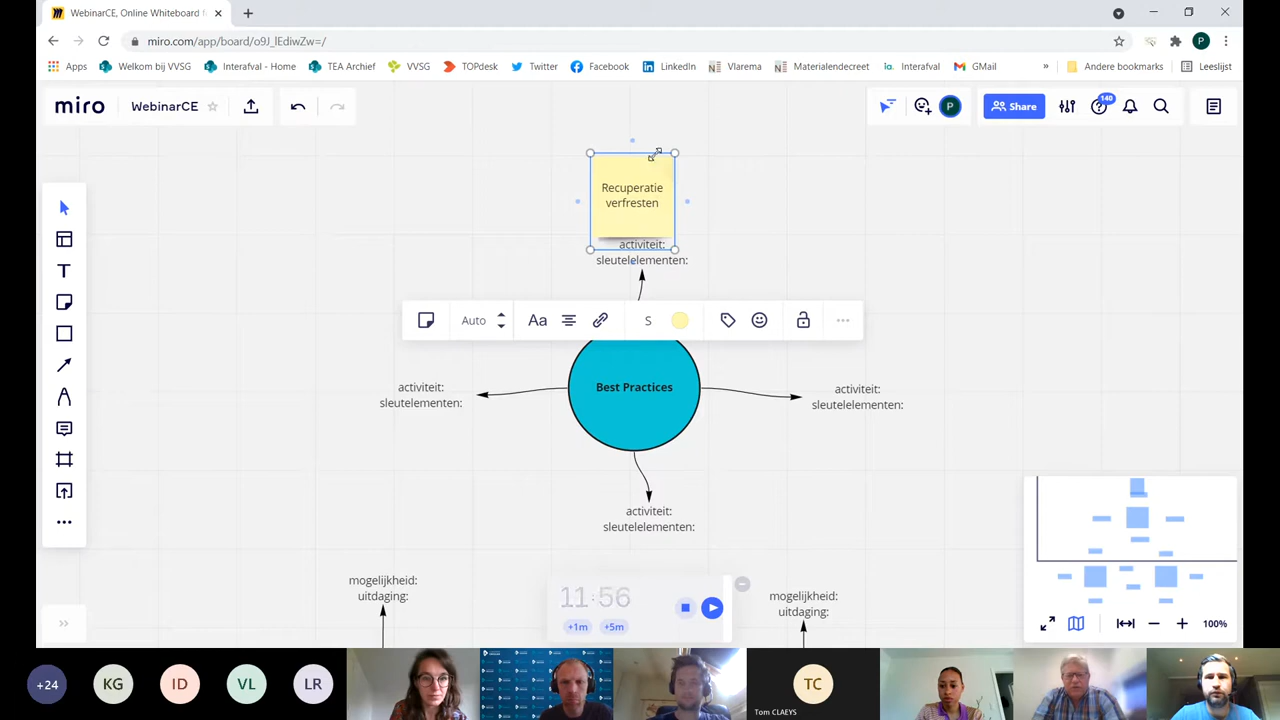 WebinarCE, Online Whiteboard f
miro.com/app/board/o9J_lEdiwZw=/
P
Apps Welkom bij VVSG Interafval - Home TEA Archief VVSG TOPdesk Twitter Facebook LinkedIn Vlarema Materialendecreet Interafval GMail » Andere bookmarks Leeslijst
miro WebinarCE P Share 140
Recuperatie
verfresten
activiteit:
sleutelelementen:
Auto Aa S
Best Practices
activiteit:
sleutelementen:
activiteit:
sleutelelementen:
activiteit:
sleutelelementen:
mogelijkheid:
uitdaging:
11:56
+1m +5m
mogelijkheid:
uitdaging:
100%
+24 KG ID VL LR TC
Tom CLAEYS